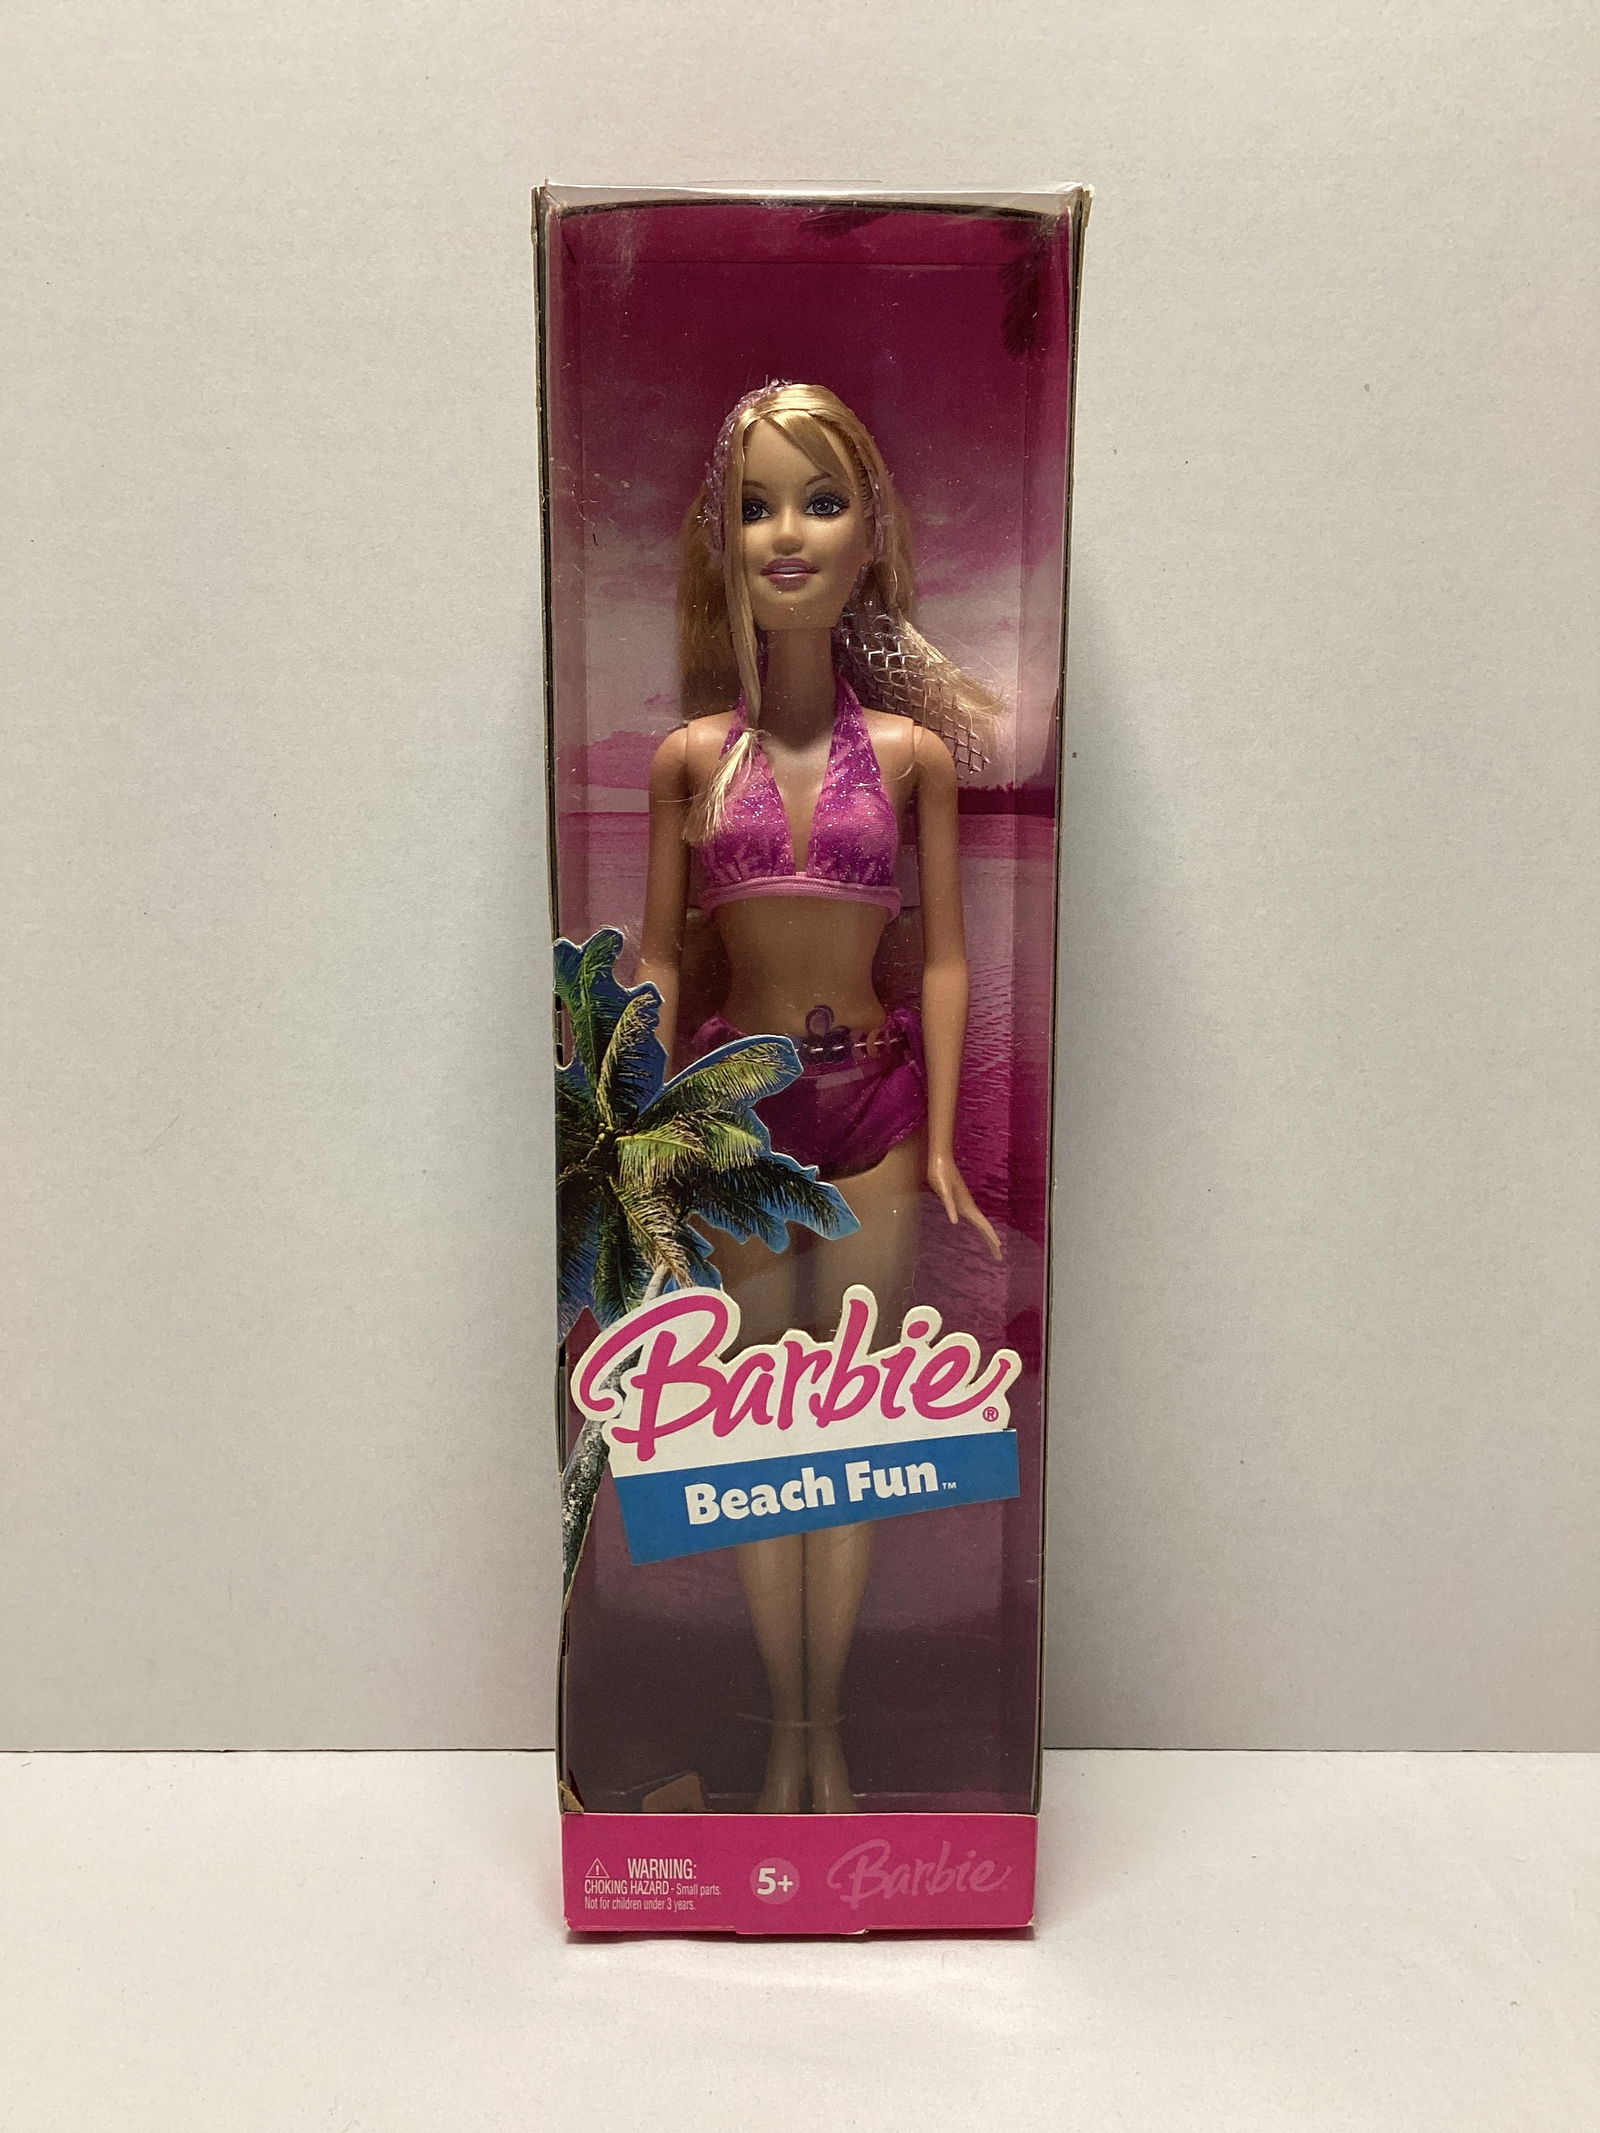 Barbie®
Beach Fun™
⚠ WARNING:
CHOKING HAZARD - Small parts.
Not for children under 3 years.
5+
Barbie